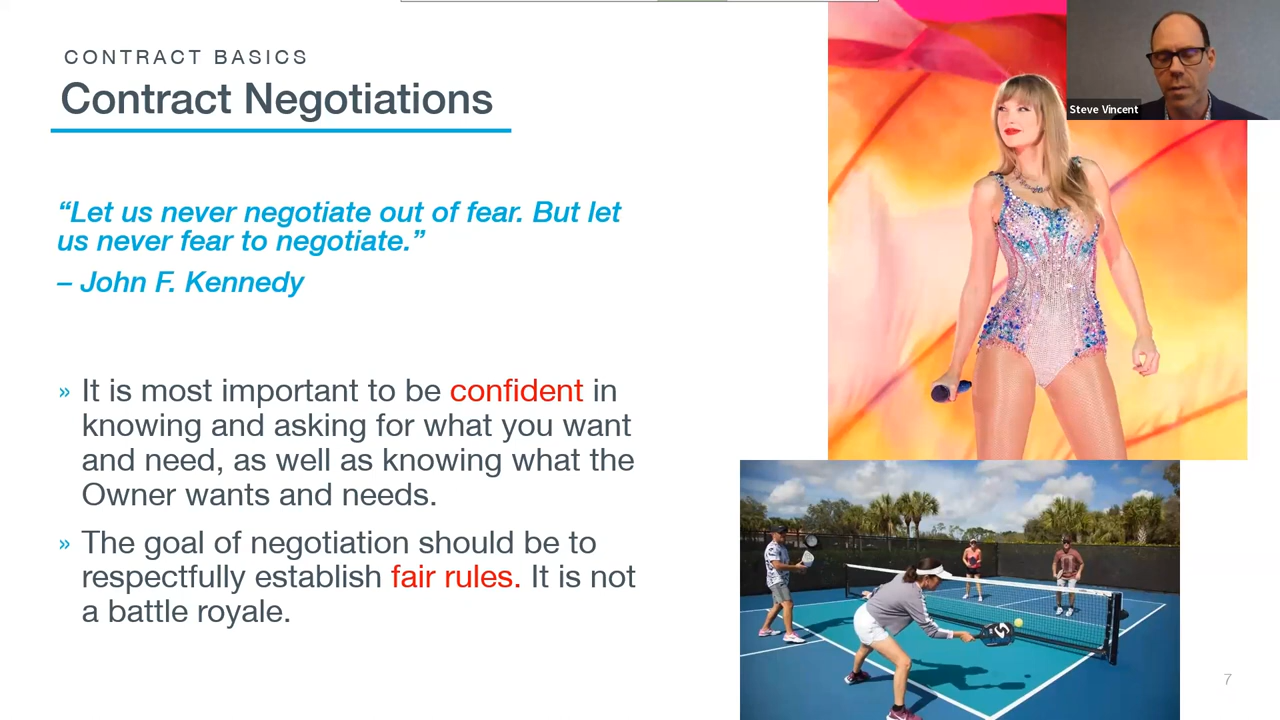 CONTRACT BASICS
Contract Negotiations
“Let us never negotiate out of fear. But let
us never fear to negotiate.”
– John F. Kennedy
» It is most important to be confident in
knowing and asking for what you want
and need, as well as knowing what the
Owner wants and needs.
» The goal of negotiation should be to
respectfully establish fair rules. It is not
a battle royale.
Steve Vincent
7